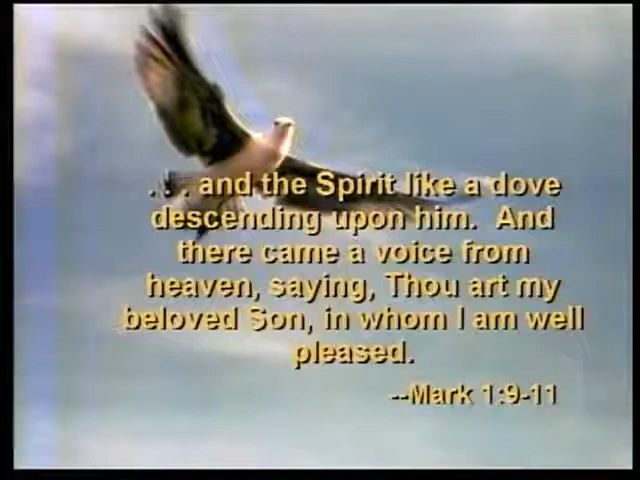 . . . and the Spirit like a dove
descending upon him. And
there came a voice from
heaven, saying, Thou art my
beloved Son, in whom I am well
pleased.
--Mark 1:9-11